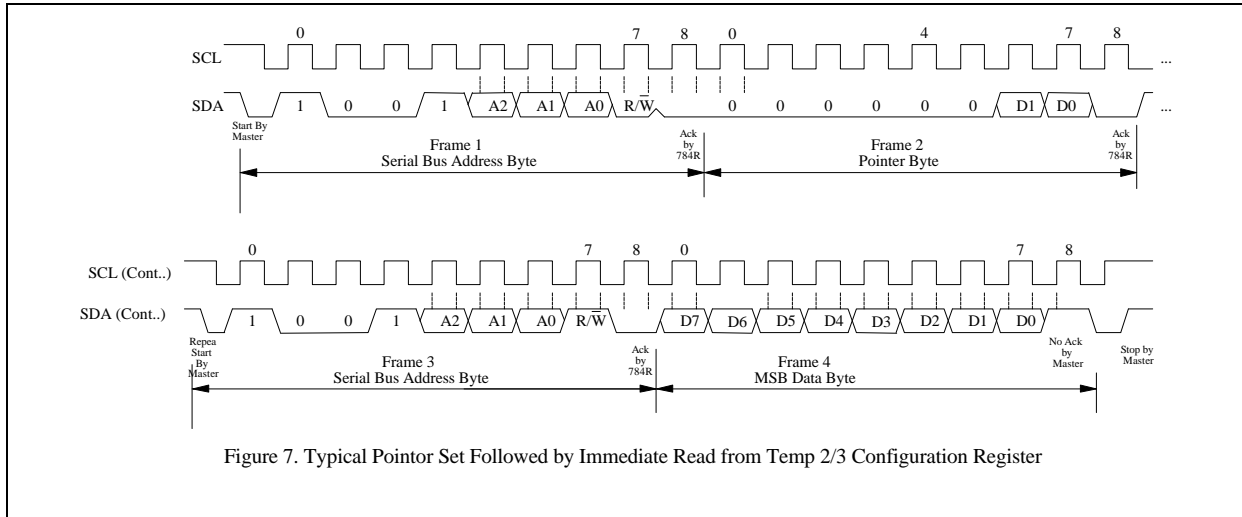 0 7 8 0 4 7 8
SCL ...
SDA 1 0 0 1 A2 A1 A0 R/W 0 0 0 0 0 0 D1 D0 ...
Start By
Master
Frame 1
Serial Bus Address Byte
Ack
by
784R
Frame 2
Pointer Byte
Ack
by
784R
0 7 8 0 7 8
SCL (Cont..)
SDA (Cont..) 1 0 0 1 A2 A1 A0 R/W D7 D6 D5 D4 D3 D2 D1 D0
Repea
Start
By
Master
Frame 3
Serial Bus Address Byte
Ack
by
784R
Frame 4
MSB Data Byte
No Ack
by
Master
Stop by
Master
Figure 7. Typical Pointor Set Followed by Immediate Read from Temp 2/3 Configuration Register